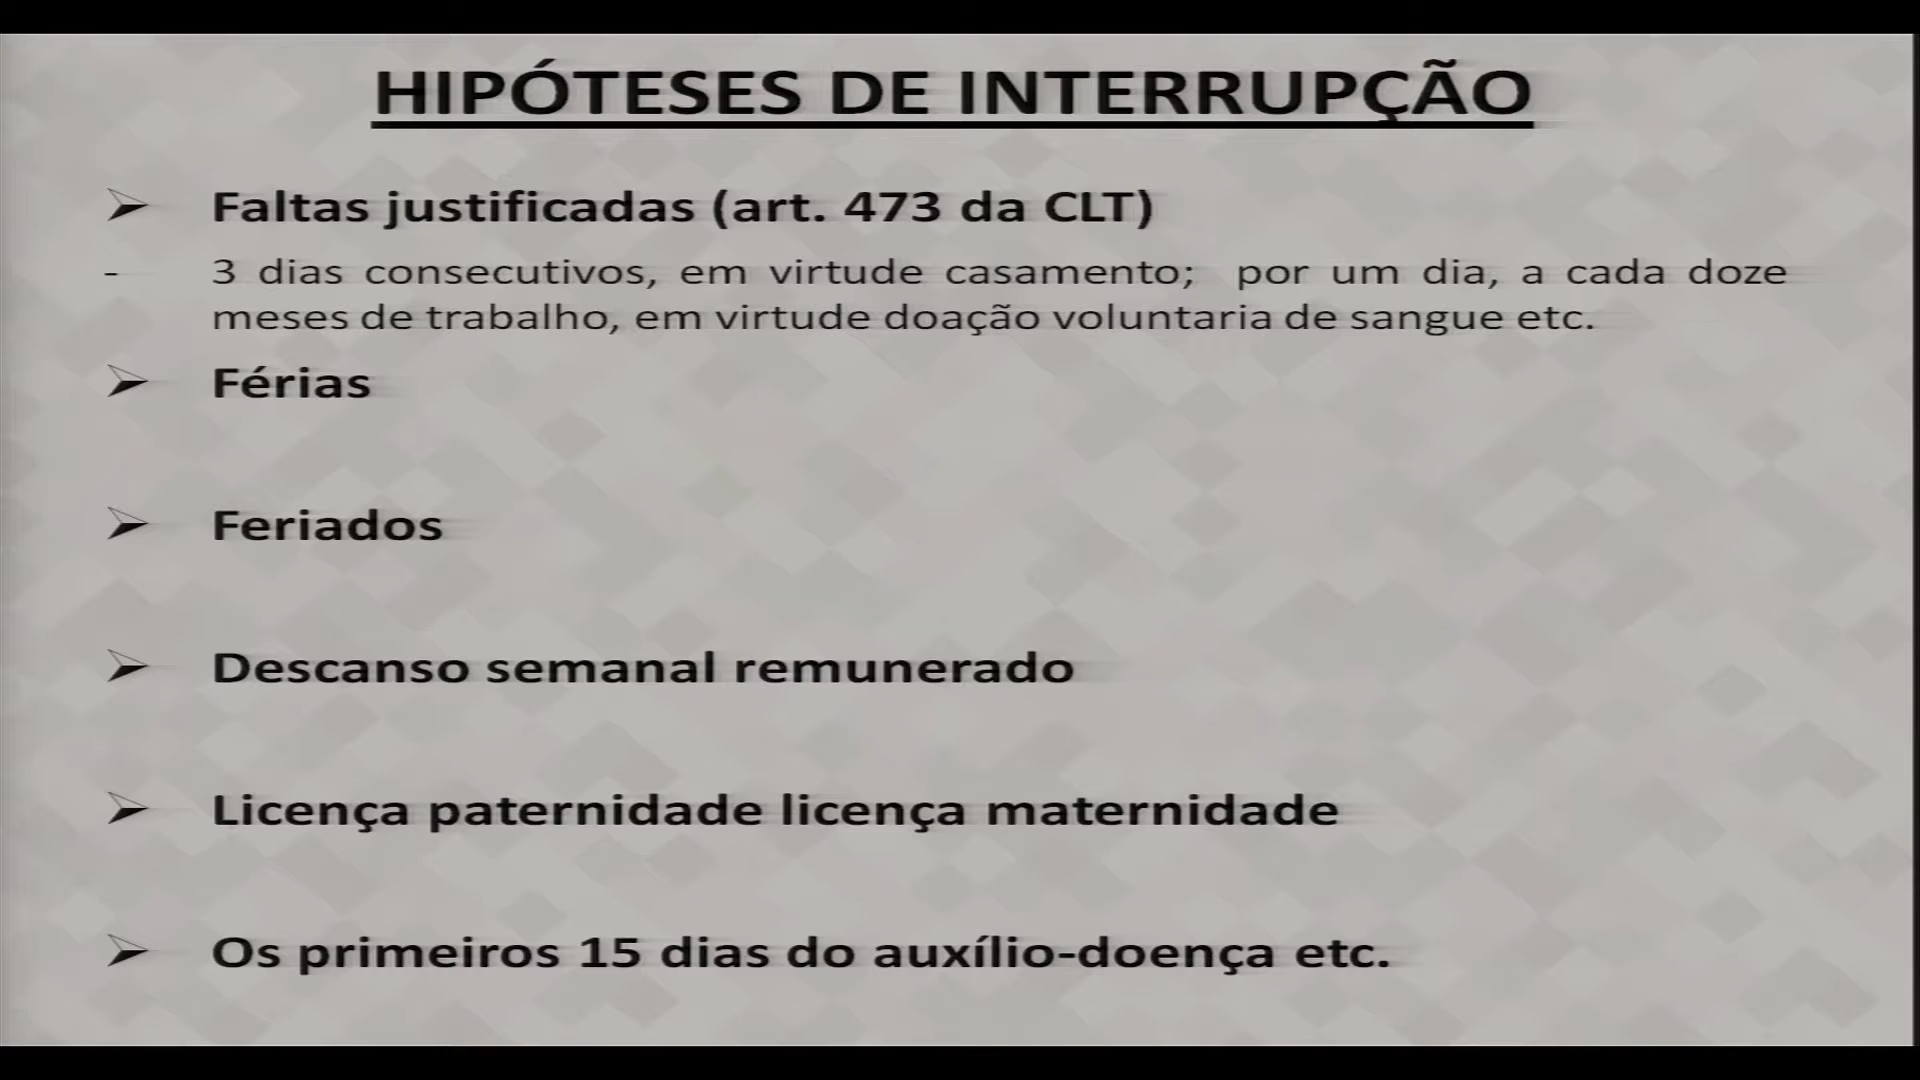 HIPÓTESES DE INTERRUPÇÃO
➢ Faltas justificadas (art. 473 da CLT)
- 3 dias consecutivos, em virtude casamento; por um dia, a cada doze
meses de trabalho, em virtude doação voluntaria de sangue etc.
➢ Férias
➢ Feriados
➢ Descanso semanal remunerado
➢ Licença paternidade licença maternidade
➢ Os primeiros 15 dias do auxílio-doença etc.